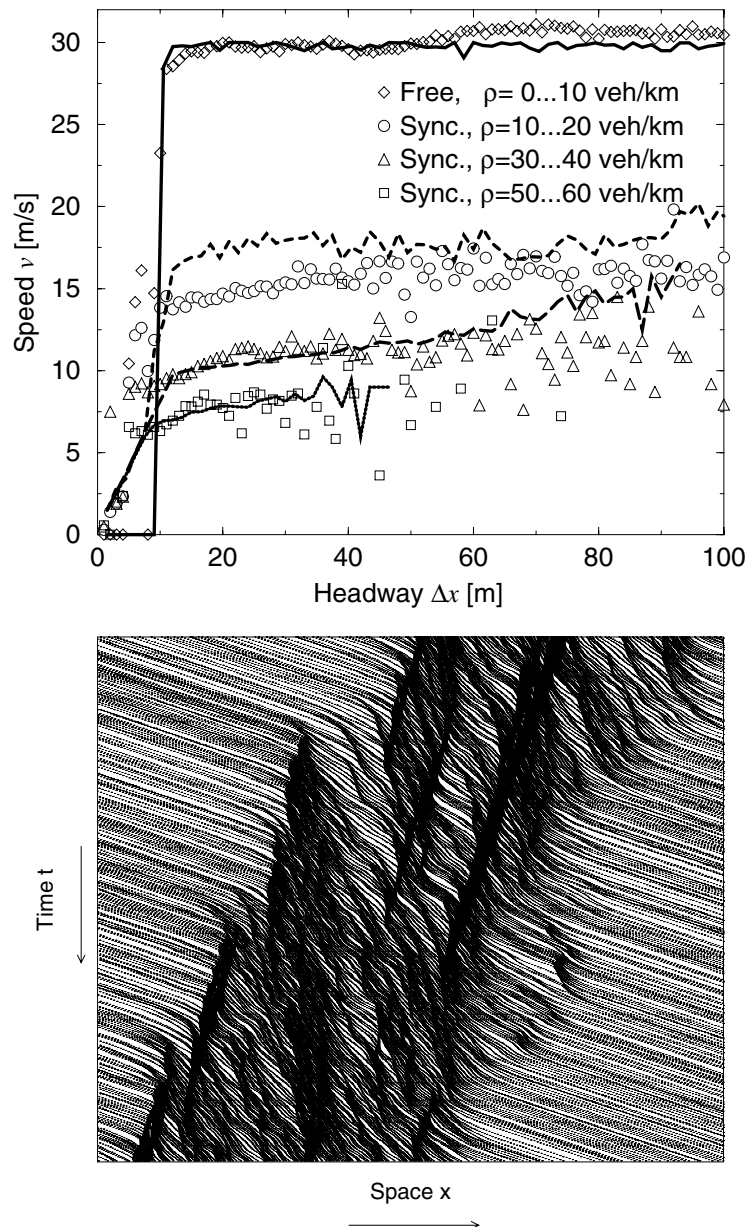 30
25
20
15
10
5
0
Speed v [m/s]
Free, ρ= 0...10 veh/km
Sync., ρ=10...20 veh/km
Sync., ρ=30...40 veh/km
Sync., ρ=50...60 veh/km
0 20 40 60 80 100
Headway Δx [m]
Time t
Space x